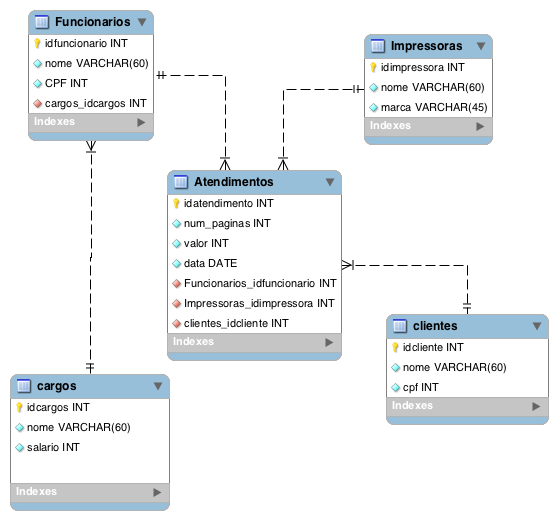 Funcionarios
idfuncionario INT
nome VARCHAR(60)
CPF INT
cargos_idcargos INT
Indexes
Impressoras
idimpressora INT
nome VARCHAR(60)
marca VARCHAR(45)
Indexes
Atendimentos
idatendimento INT
num_paginas INT
valor INT
data DATE
Funcionarios_idfuncionario INT
Impressoras_idimpressora INT
clientes_idcliente INT
Indexes
clientes
idcliente INT
nome VARCHAR(60)
cpf INT
Indexes
cargos
idcargos INT
nome VARCHAR(60)
salario INT
Indexes